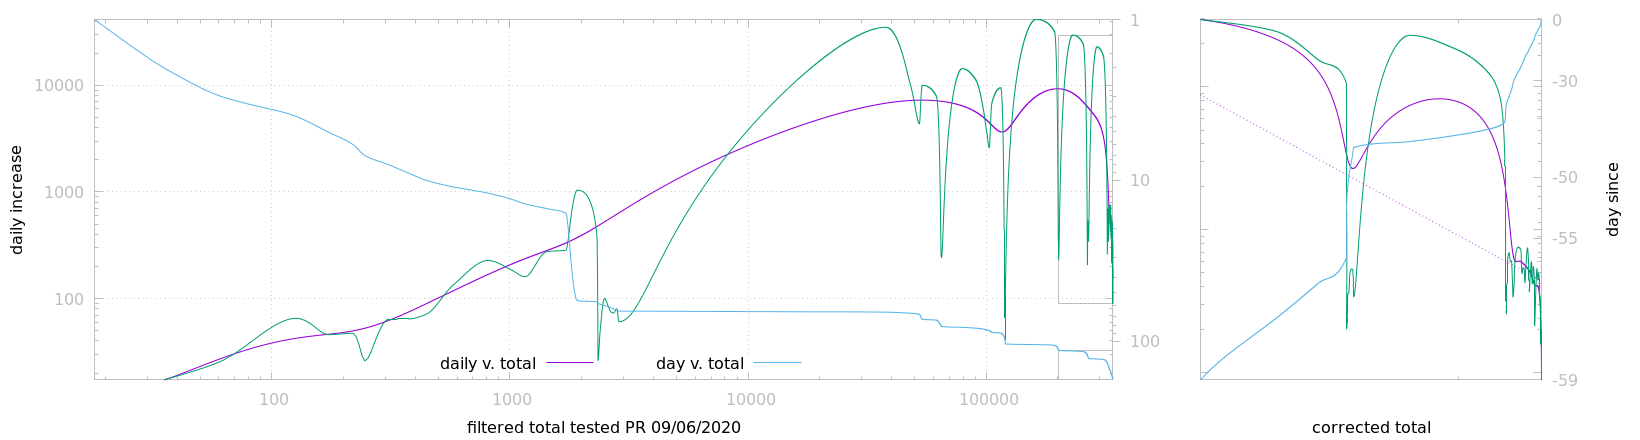 daily increase
10000
1000
100
1
10
100
daily v. total
day v. total
100
1000
10000
100000
filtered total tested PR 09/06/2020
0
-30
-50
-55
-59
day since
corrected total